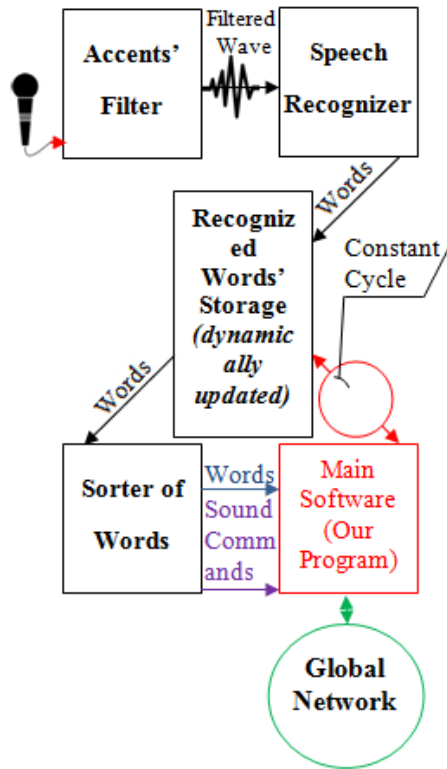 Accents’
Filter
Filtered
Wave
Speech
Recognizer
Words
Recogniz
ed
Words’
Storage
(dynamic
ally
updated)
Constant
Cycle
Words
Sorter of
Words
Words
Sound
Comm
ands
Main
Software
(Our
Program)
Global
Network